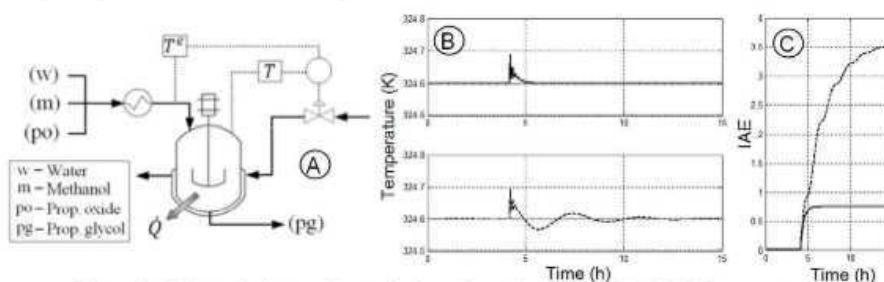 T^g
T
(w)
(m)
(po)
A
w – Water
m – Methanol
po – Prop. oxide
pg – Prop. glycol
Q̇
(pg)
B
Temperature (K)
324.8
324.7
324.6
324.5
0
5
10
15
324.8
324.7
324.6
324.5
0
5
10
15
Time (h)
C
IAE
4
3.5
3
2.5
2
1.5
1
0.5
0
0
5
10
Time (h)